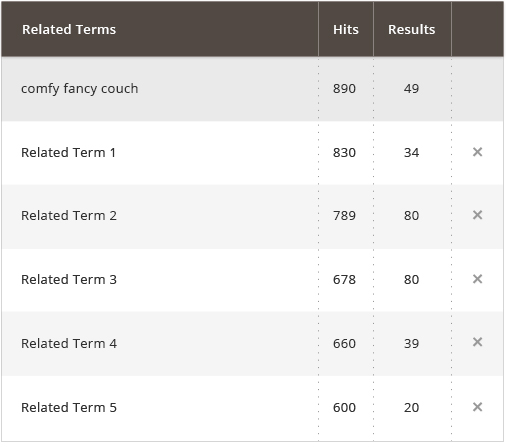 Related Terms Hits Results
comfy fancy couch 890 49
Related Term 1 830 34 ×
Related Term 2 789 80 ×
Related Term 3 678 80 ×
Related Term 4 660 39 ×
Related Term 5 600 20 ×